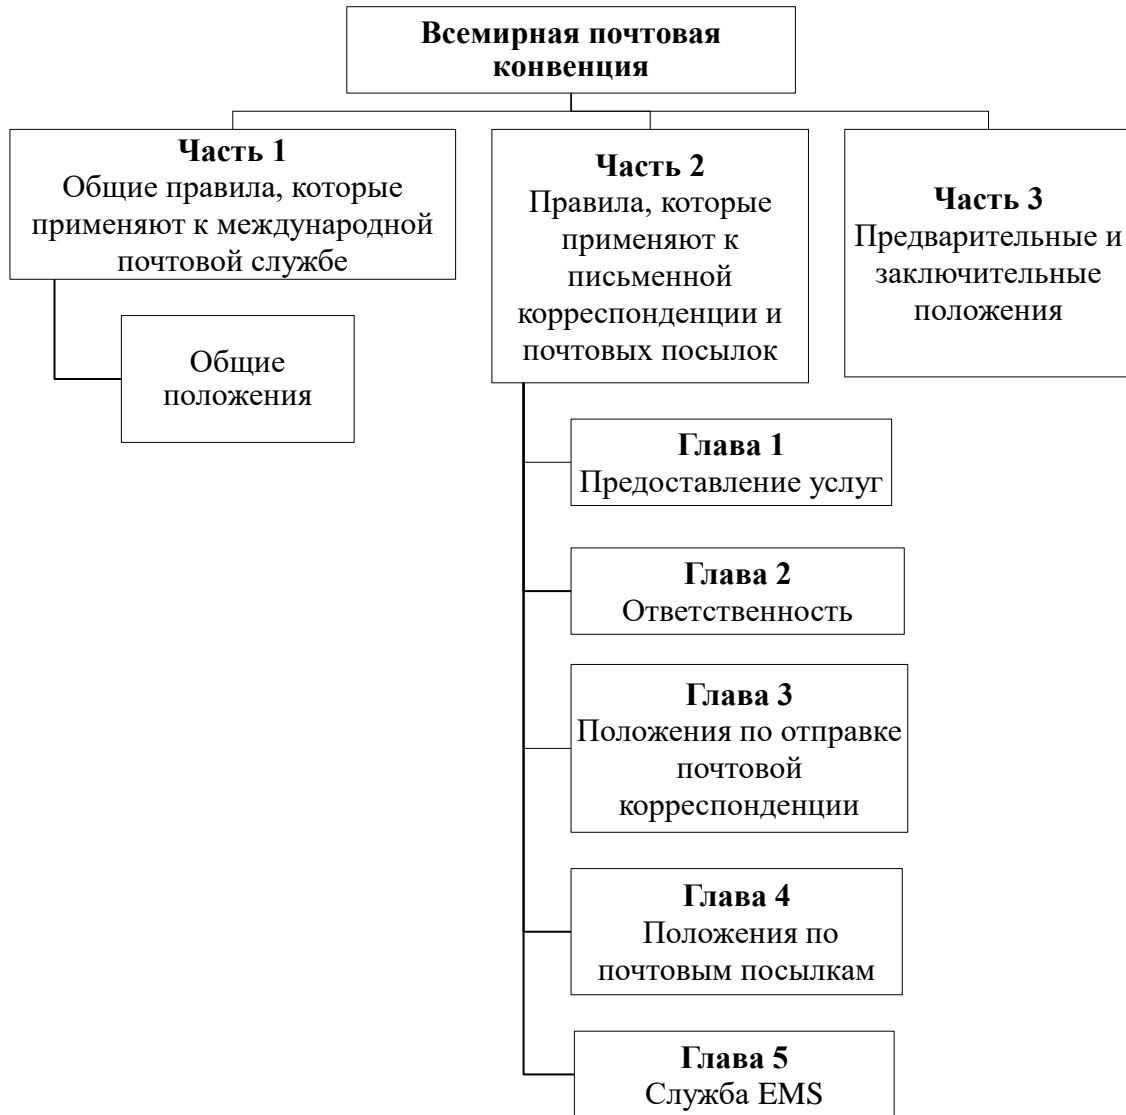 Всемирная почтовая
конвенция
Часть 1
Общие правила, которые
применяют к международной
почтовой службе
Общие
положения
Часть 2
Правила, которые
применяют к
письменной
корреспонденции и
почтовых посылок
Глава 1
Предоставление услуг
Глава 2
Ответственность
Глава 3
Положения по отправке
почтовой
корреспонденции
Глава 4
Положения по
почтовым посылкам
Глава 5
Служба EMS
Часть 3
Предварительные и
заключительные
положения